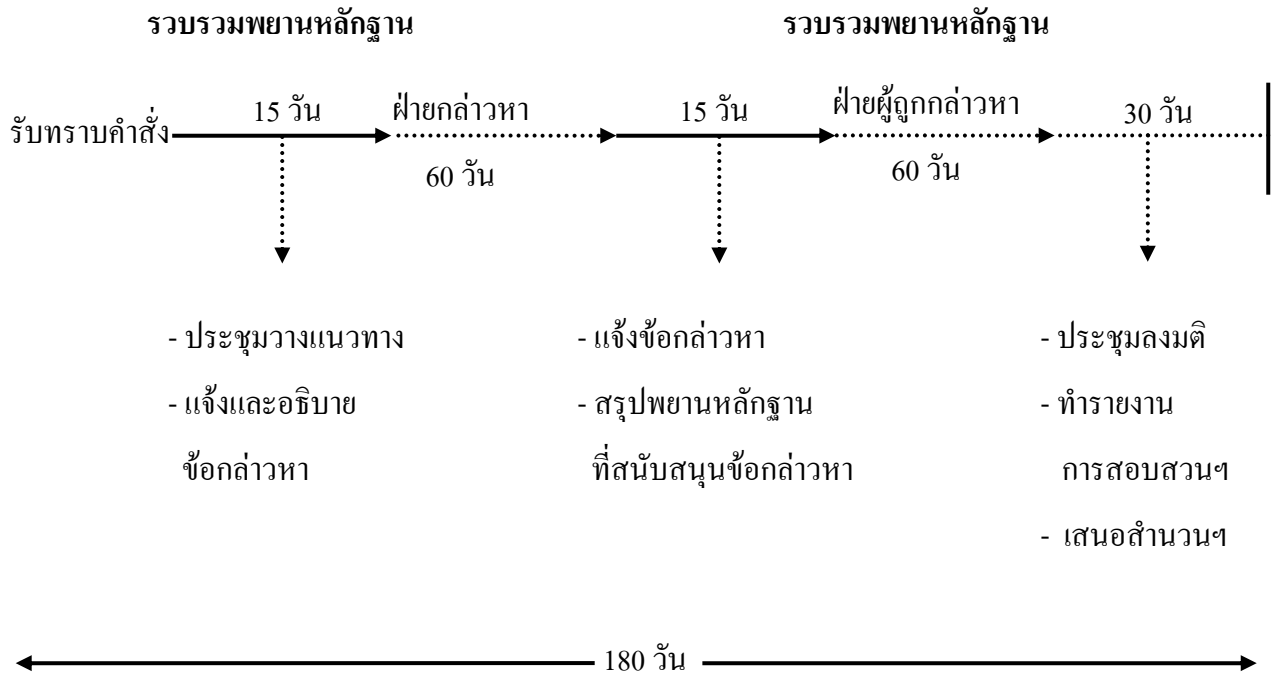 รวบรวมพยานหลักฐาน รวบรวมพยานหลักฐาน
15 วัน ฝ่ายกล่าวหา 15 วัน ฝ่ายผู้ถูกกล่าวหา 30 วัน
รับทราบคำสั่ง
60 วัน 60 วัน
- ประชุมวางแนวทาง
- แจ้งและอธิบาย
ข้อกล่าวหา
- แจ้งข้อกล่าวหา
- สรุปพยานหลักฐาน
ที่สนับสนุนข้อกล่าวหา
- ประชุมลงมติ
- ทำรายงาน
การสอบสวนฯ
- เสนอสำนวนฯ
180 วัน